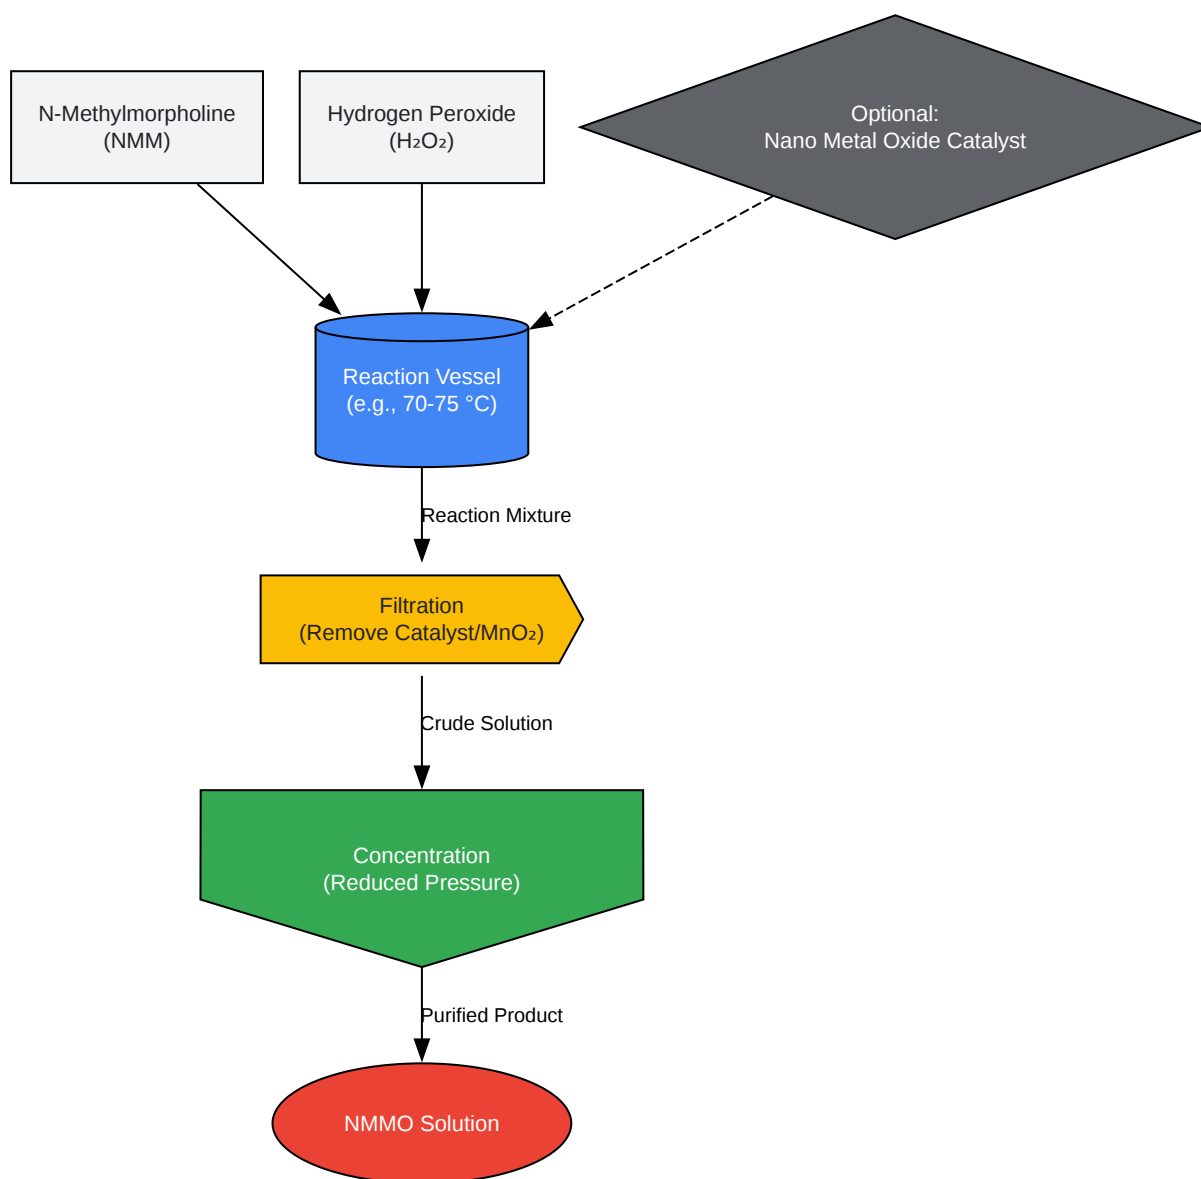 N-Methylmorpholine
(NMM)
Hydrogen Peroxide
(H₂O₂)
Optional:
Nano Metal Oxide Catalyst
Reaction Vessel
(e.g., 70-75 °C)
Reaction Mixture
Filtration
(Remove Catalyst/MnO₂)
Crude Solution
Concentration
(Reduced Pressure)
Purified Product
NMMO Solution